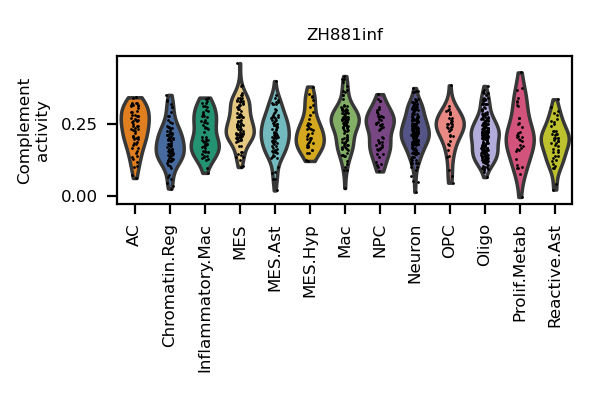 ZH881inf
Complement
activity
0.25
0.00
AC
Chromatin.Reg
Inflammatory.Mac
MES
MES.Ast
MES.Hyp
Mac
NPC
Neuron
OPC
Oligo
Prolif.Metab
Reactive.Ast